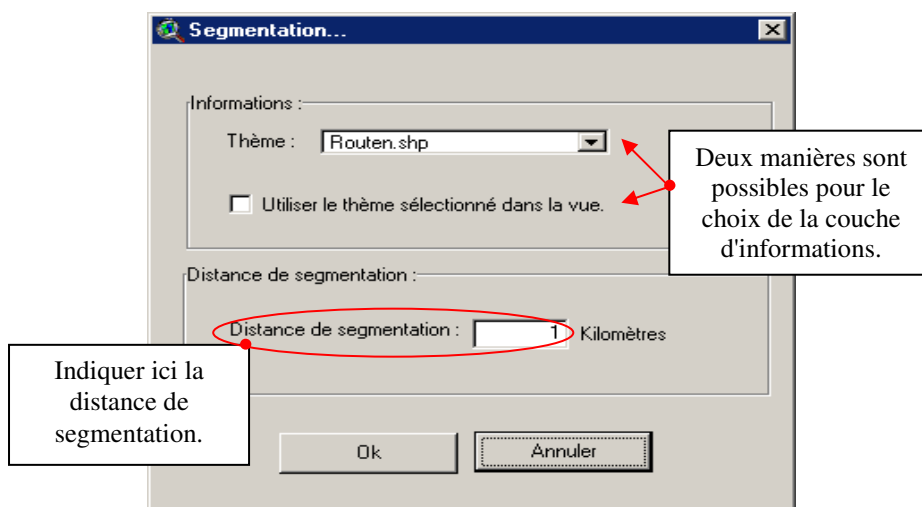 Segmentation...
Informations :
Thème :
Routen.shp
Utiliser le thème sélectionné dans la vue.
Deux manières sont
possibles pour le
choix de la couche
d'informations.
Distance de segmentation :
Distance de segmentation :
1
Kilomètres
Indiquer ici la
distance de
segmentation.
Ok
Annuler